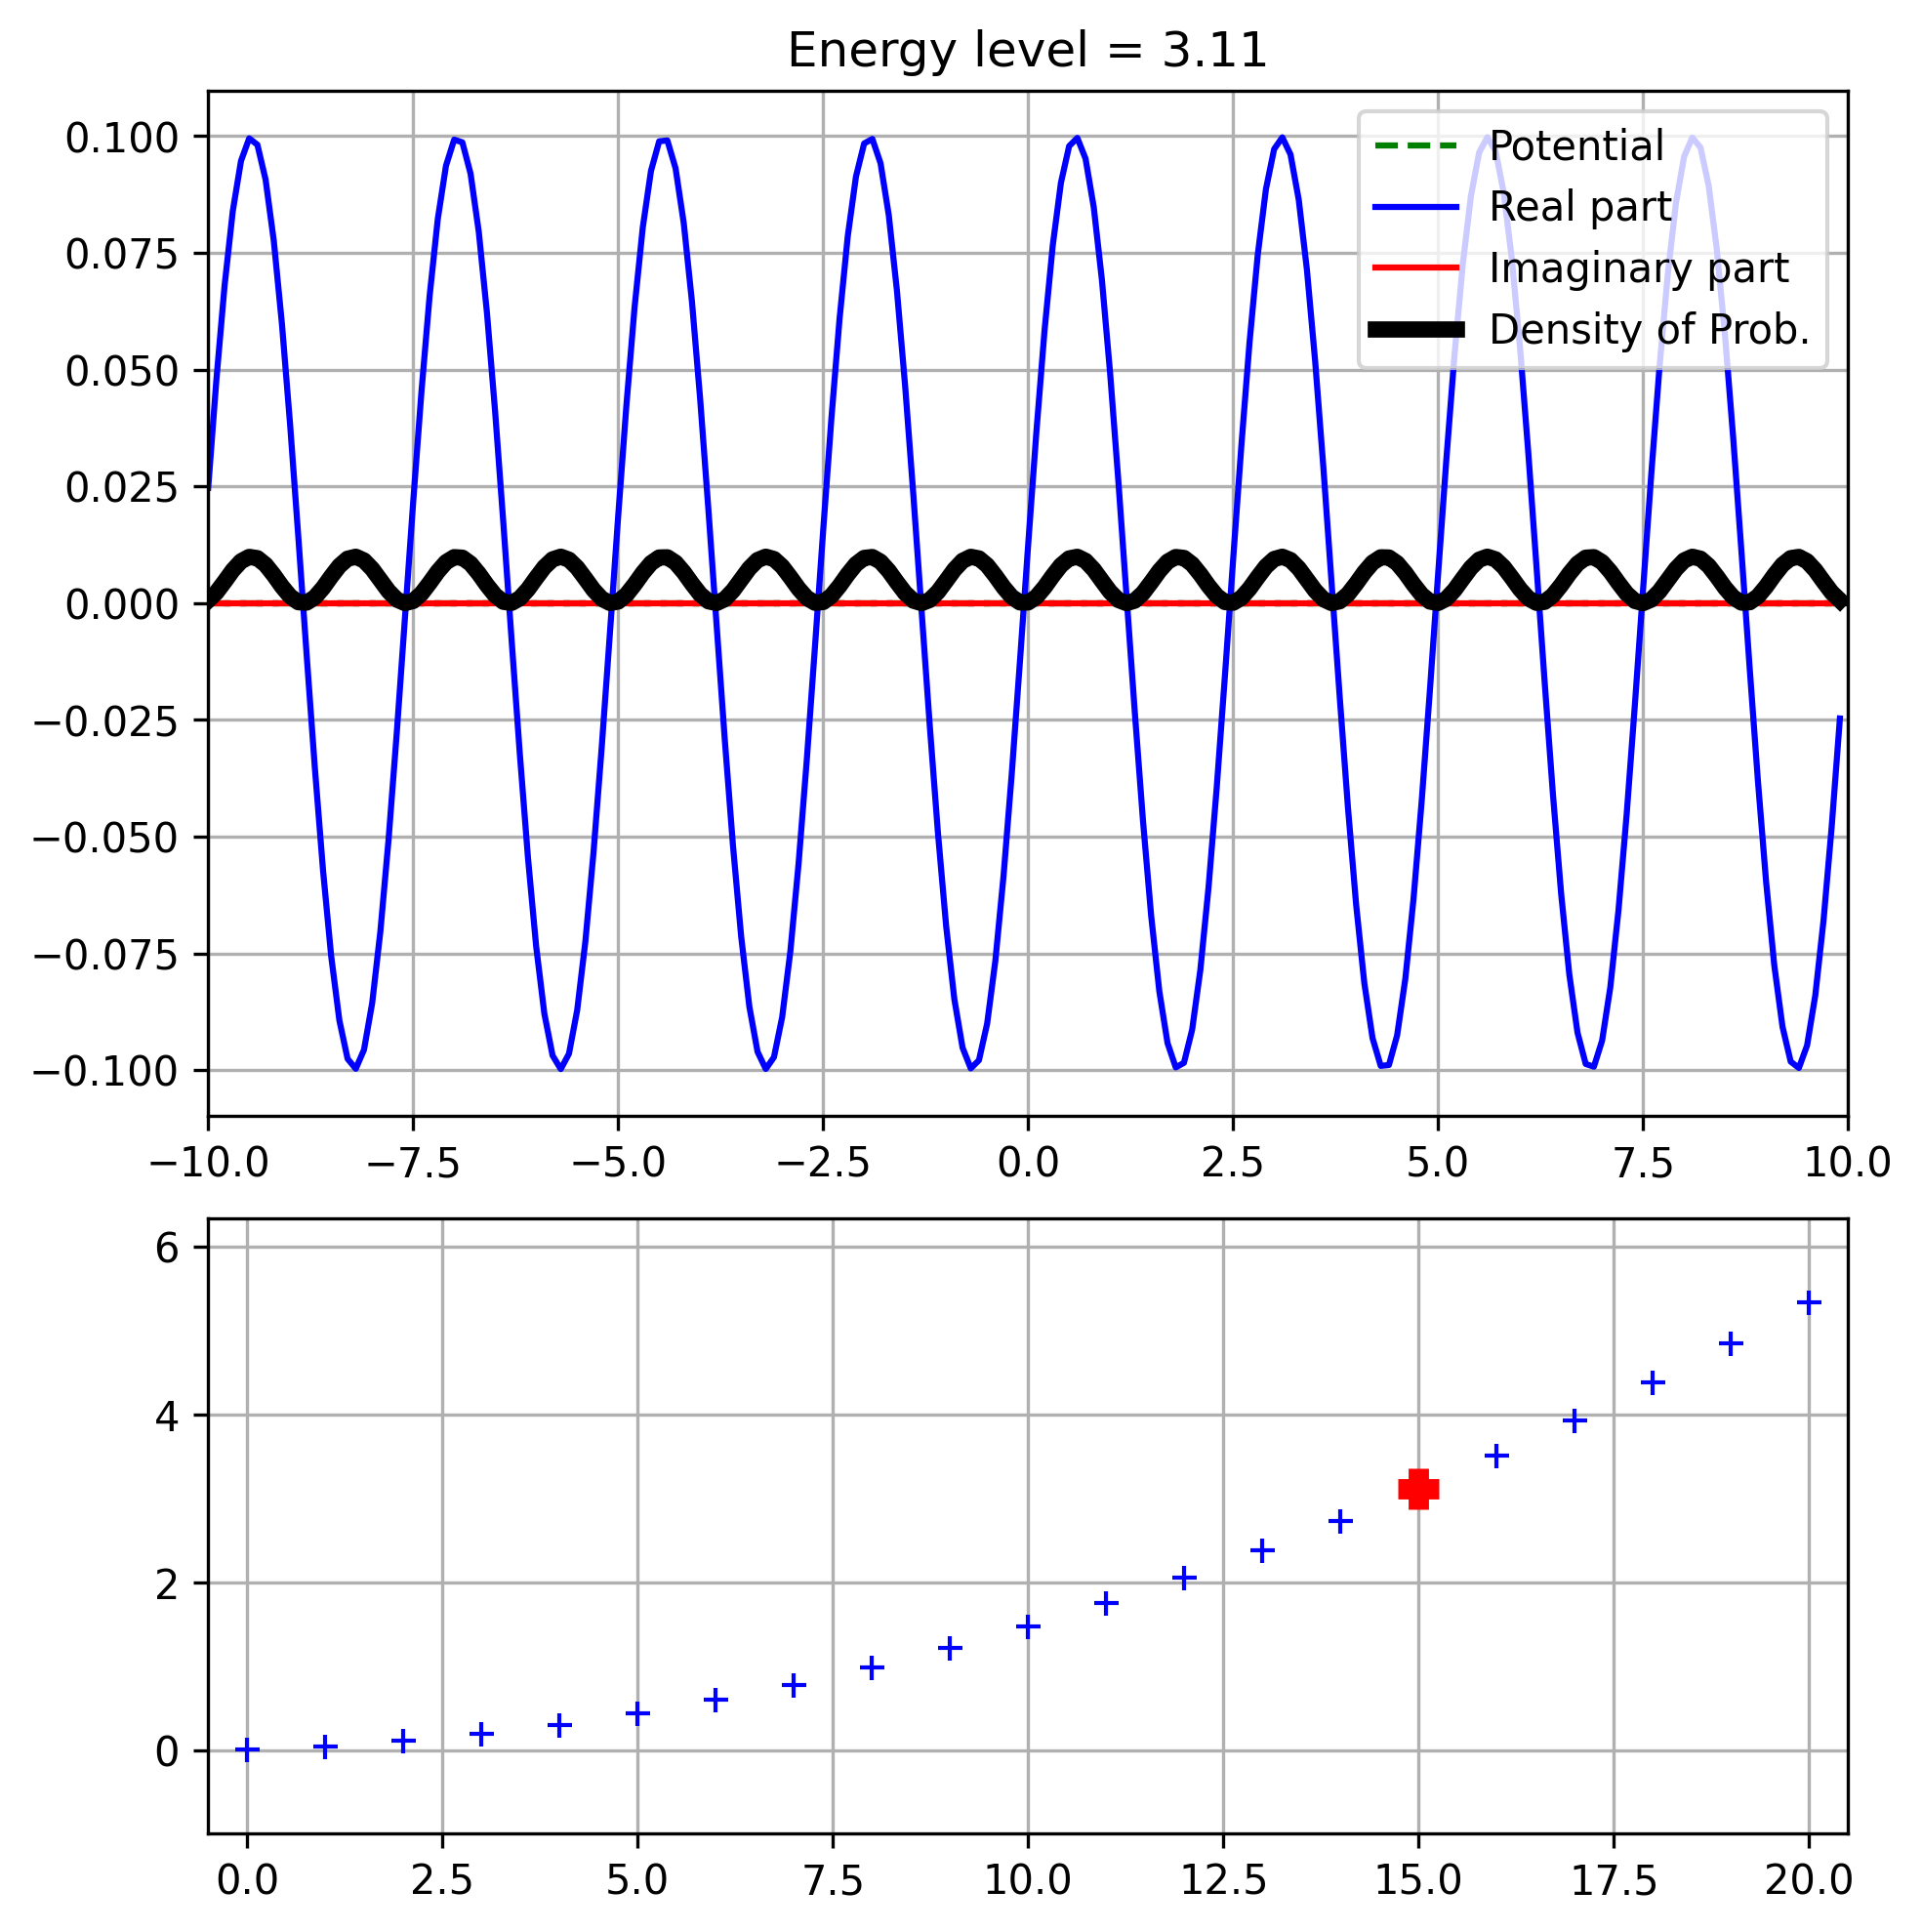 Energy level = 3.11
0.100
0.075
0.050
0.025
0.000
−0.025
−0.050
−0.075
−0.100
Potential
Real part
Imaginary part
Density of Prob.
−10.0 −7.5 −5.0 −2.5 0.0 2.5 5.0 7.5 10.0
6
4
2
0
0.0 2.5 5.0 7.5 10.0 12.5 15.0 17.5 20.0